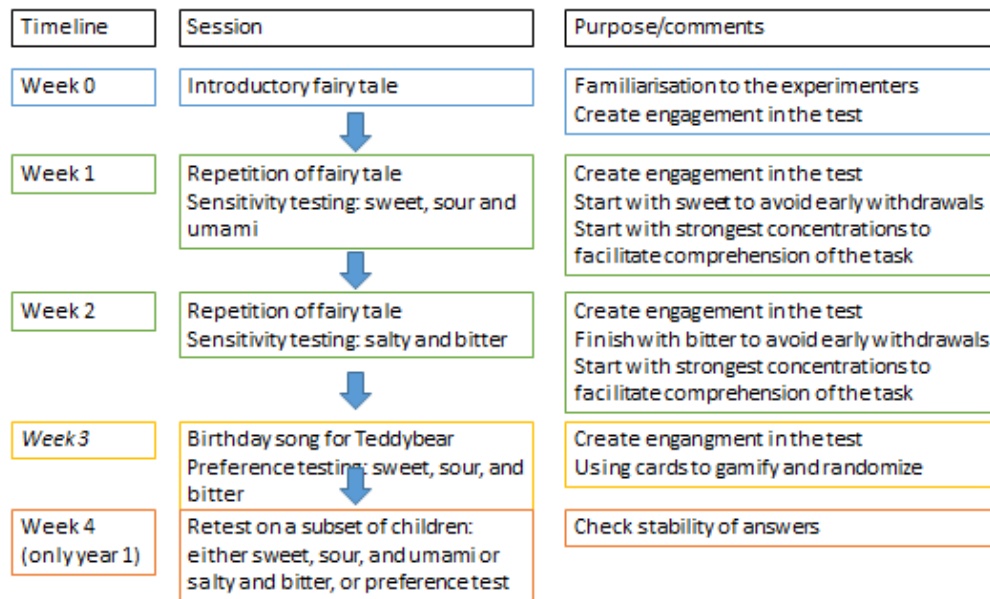 Timeline
Session
Purpose/comments
Week 0
Introductory fairy tale
Familiarisation to the experimenters
Create engagement in the test
Week 1
Repetition of fairy tale
Sensitivity testing: sweet, sour and
umami
Create engagement in the test
Start with sweet to avoid early withdrawals
Start with strongest concentrations to
facilitate comprehension of the task
Week 2
Repetition of fairy tale
Sensitivity testing: salty and bitter
Create engagement in the test
Finish with bitter to avoid early withdrawals
Start with strongest concentrations to
facilitate comprehension of the task
Week 3
Birthday song for Teddybear
Preference testing: sweet, sour, and
bitter
Create engangment in the test
Using cards to gamify and randomize
Week 4
(only year 1)
Retest on a subset of children:
either sweet, sour, and umami or
salty and bitter, or preference test
Check stability of answers